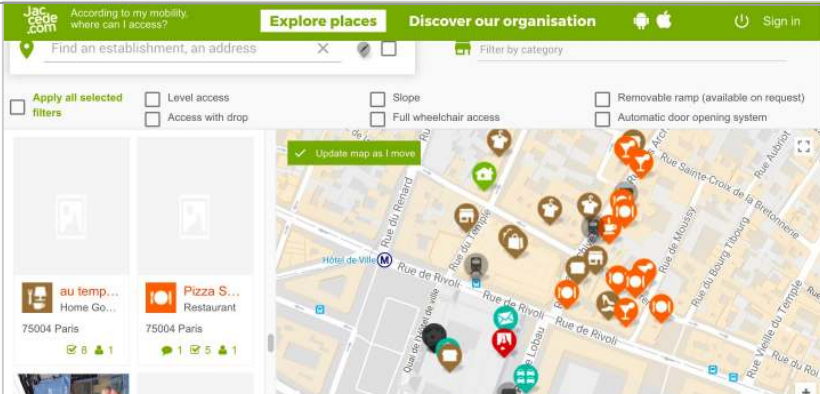 Jac
cede
.com
According to my mobility,
where can I access?
Explore places
Discover our organisation
Sign in
Find an establishment, an address
Filter by category
Apply all selected
filters
Level access
Access with drop
Slope
Full wheelchair access
Removable ramp (available on request)
Automatic door opening system
Update map as I move
au temp...
Home Go...
75004 Paris
8 1
Pizza S...
Restaurant
75004 Paris
1 5 1
Rue du Renard
Rue du Temple
Hôtel de Ville M
Rue de Rivoli
Rue de Rivoli
Rue de Rivoli
Quai de l'Hôtel de ville
Rue Sainte-Croix de la Bretonnerie
Rue Aubriot
Rue de Moussy
Rue du Bourg Tibourg
Rue Vieille du Temple
Rue du Roi